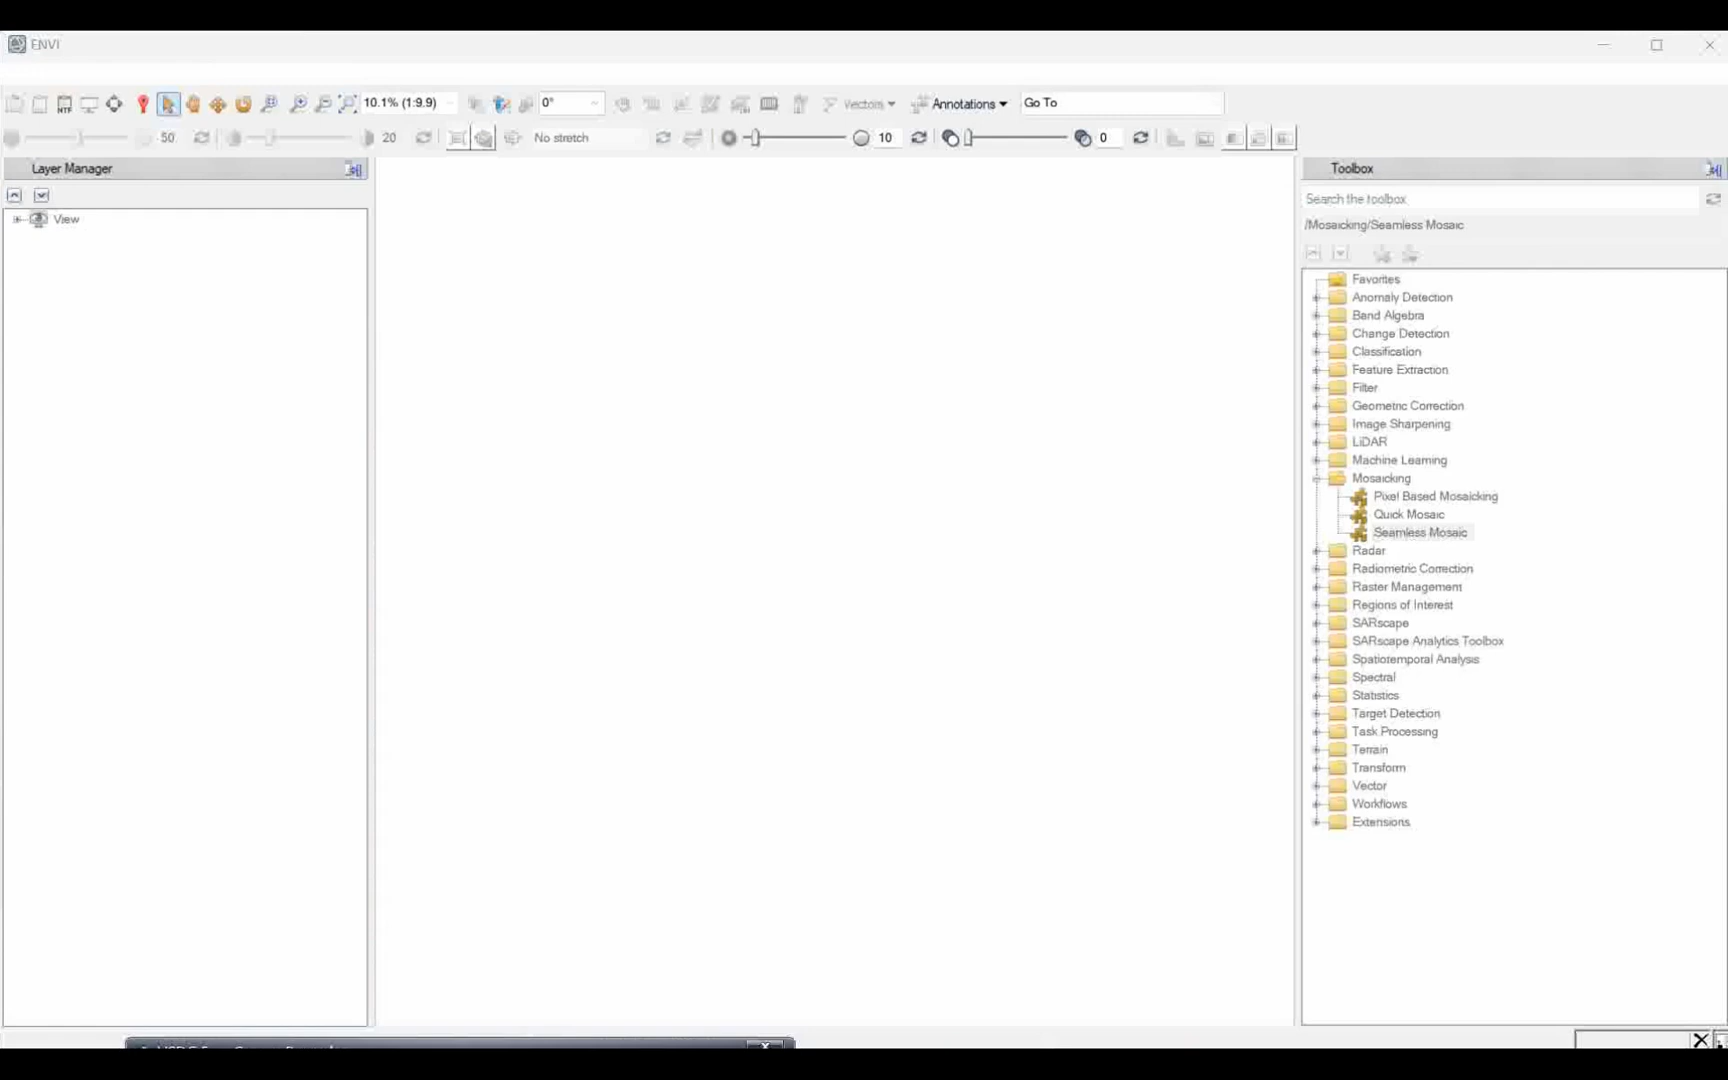 ENVI
NTF
10.1% (1:9.9)
0°
Vectors
Annotations
Go To
50
20
No stretch
10
0
Layer Manager
View
Toolbox
Search the toolbox
/Mosaicking/Seamless Mosaic
Favorites
Anomaly Detection
Band Algebra
Change Detection
Classification
Feature Extraction
Filter
Geometric Correction
Image Sharpening
LiDAR
Machine Learning
Mosaicking
Pixel Based Mosaicking
Quick Mosaic
Seamless Mosaic
Radar
Radiometric Correction
Raster Management
Regions of Interest
SARscape
SARscape Analytics Toolbox
Spatiotemporal Analysis
Spectral
Statistics
Target Detection
Task Processing
Terrain
Transform
Vector
Workflows
Extensions